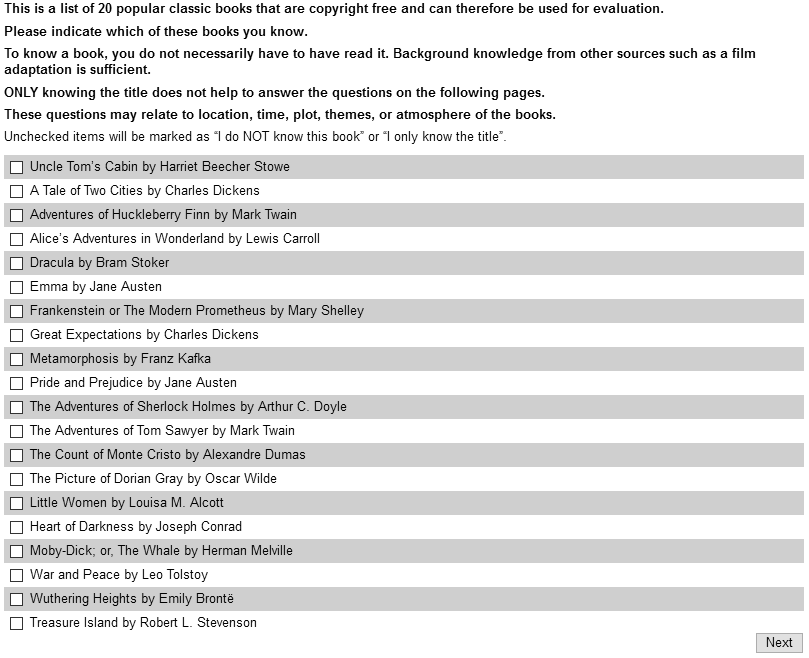 This is a list of 20 popular classic books that are copyright free and can therefore be used for evaluation.
Please indicate which of these books you know.
To know a book, you do not necessarily have to have read it. Background knowledge from other sources such as a film
adaptation is sufficient.
ONLY knowing the title does not help to answer the questions on the following pages.
These questions may relate to location, time, plot, themes, or atmosphere of the books.
Unchecked items will be marked as “I do NOT know this book” or “I only know the title”.
Uncle Tom’s Cabin by Harriet Beecher Stowe
A Tale of Two Cities by Charles Dickens
Adventures of Huckleberry Finn by Mark Twain
Alice’s Adventures in Wonderland by Lewis Carroll
Dracula by Bram Stoker
Emma by Jane Austen
Frankenstein or The Modern Prometheus by Mary Shelley
Great Expectations by Charles Dickens
Metamorphosis by Franz Kafka
Pride and Prejudice by Jane Austen
The Adventures of Sherlock Holmes by Arthur C. Doyle
The Adventures of Tom Sawyer by Mark Twain
The Count of Monte Cristo by Alexandre Dumas
The Picture of Dorian Gray by Oscar Wilde
Little Women by Louisa M. Alcott
Heart of Darkness by Joseph Conrad
Moby-Dick; or, The Whale by Herman Melville
War and Peace by Leo Tolstoy
Wuthering Heights by Emily Brontë
Treasure Island by Robert L. Stevenson
Next